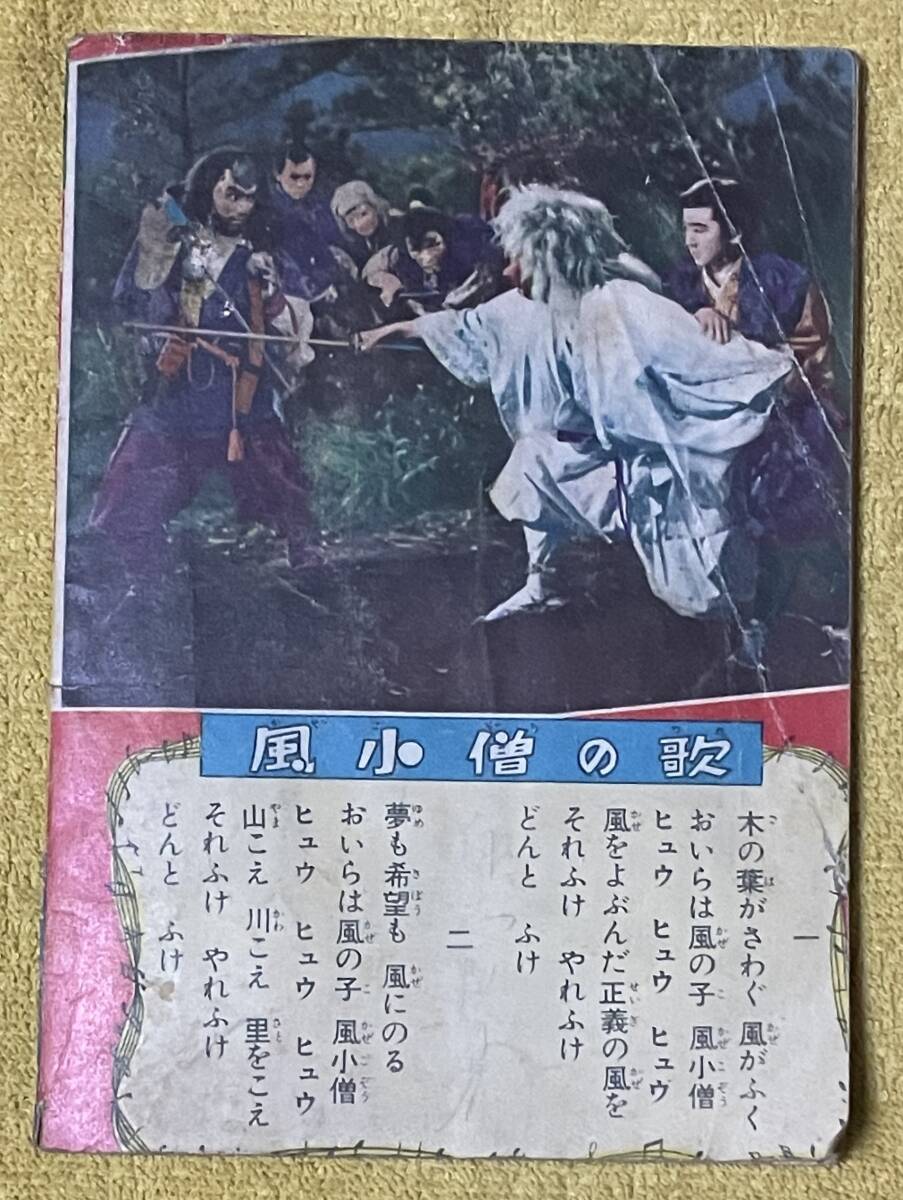 風小僧の歌
一
木の葉がさわぐ 風がふく
おいらは風の子 風小僧
ヒュウ ヒュウ ヒュウ
風をよぶんだ正義の風を
それふけ やれふけ
どんと ふけ
二
夢も希望も 風にのる
おいらは風の子 風小僧
ヒュウ ヒュウ ヒュウ
山こえ 川こえ 里をこえ
それふけ やれふけ
どんと ふけ